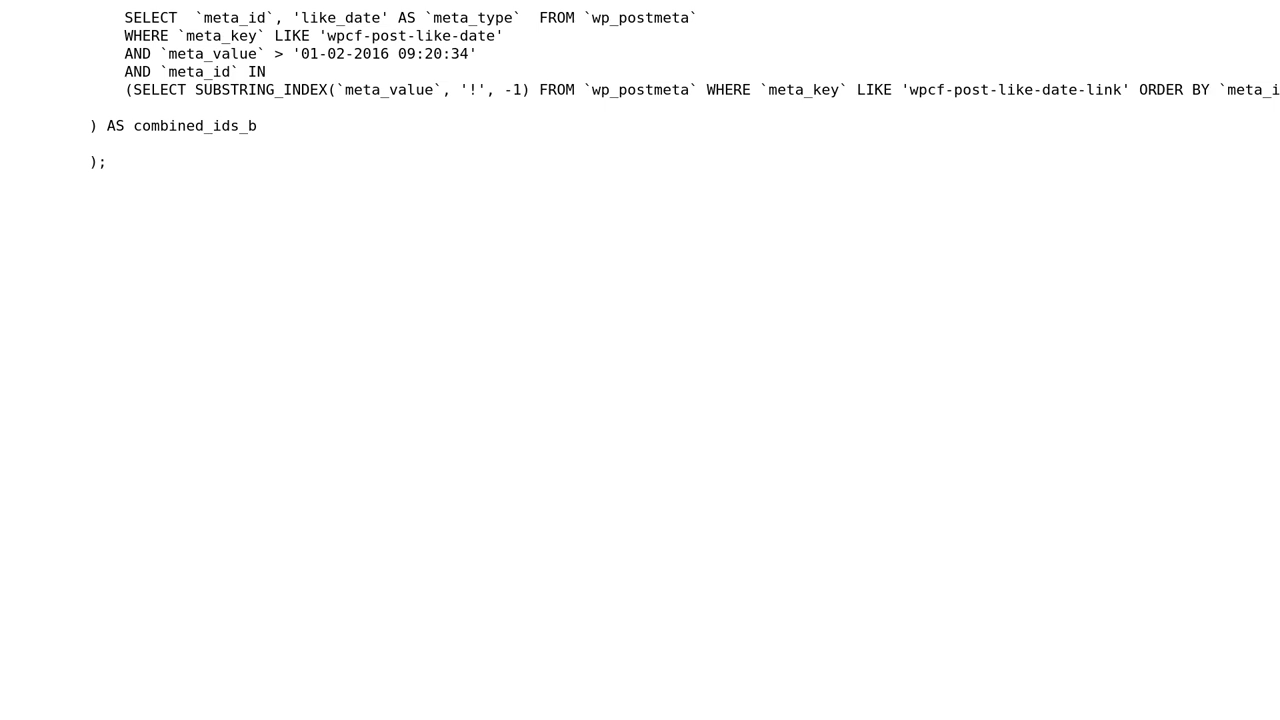 SELECT  `meta_id`, 'like_date' AS `meta_type`  FROM `wp_postmeta`
WHERE `meta_key` LIKE 'wpcf-post-like-date'
AND `meta_value` > '01-02-2016 09:20:34'
AND `meta_id` IN
(SELECT SUBSTRING_INDEX(`meta_value`, '!', -1) FROM `wp_postmeta` WHERE `meta_key` LIKE 'wpcf-post-like-date-link' ORDER BY `meta_i
) AS combined_ids_b
);